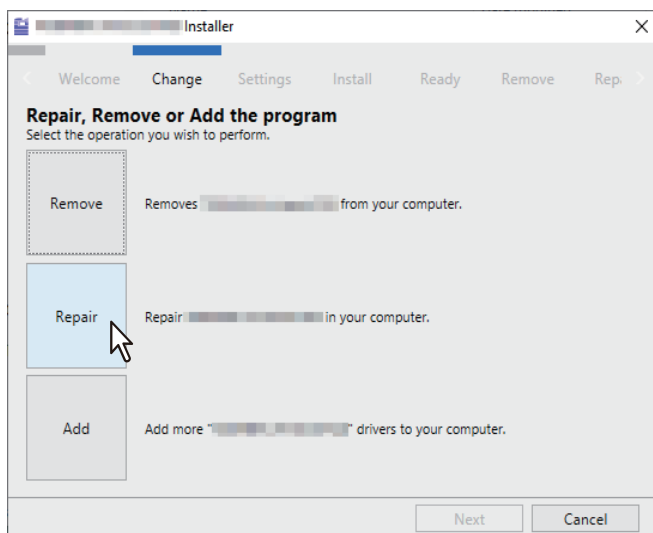 Installer
Welcome Change Settings Install Ready Remove Rep
Repair, Remove or Add the program
Select the operation you wish to perform.
Remove
Removes from your computer.
Repair
Repair in your computer.
Add
Add more " " drivers to your computer.
Next Cancel